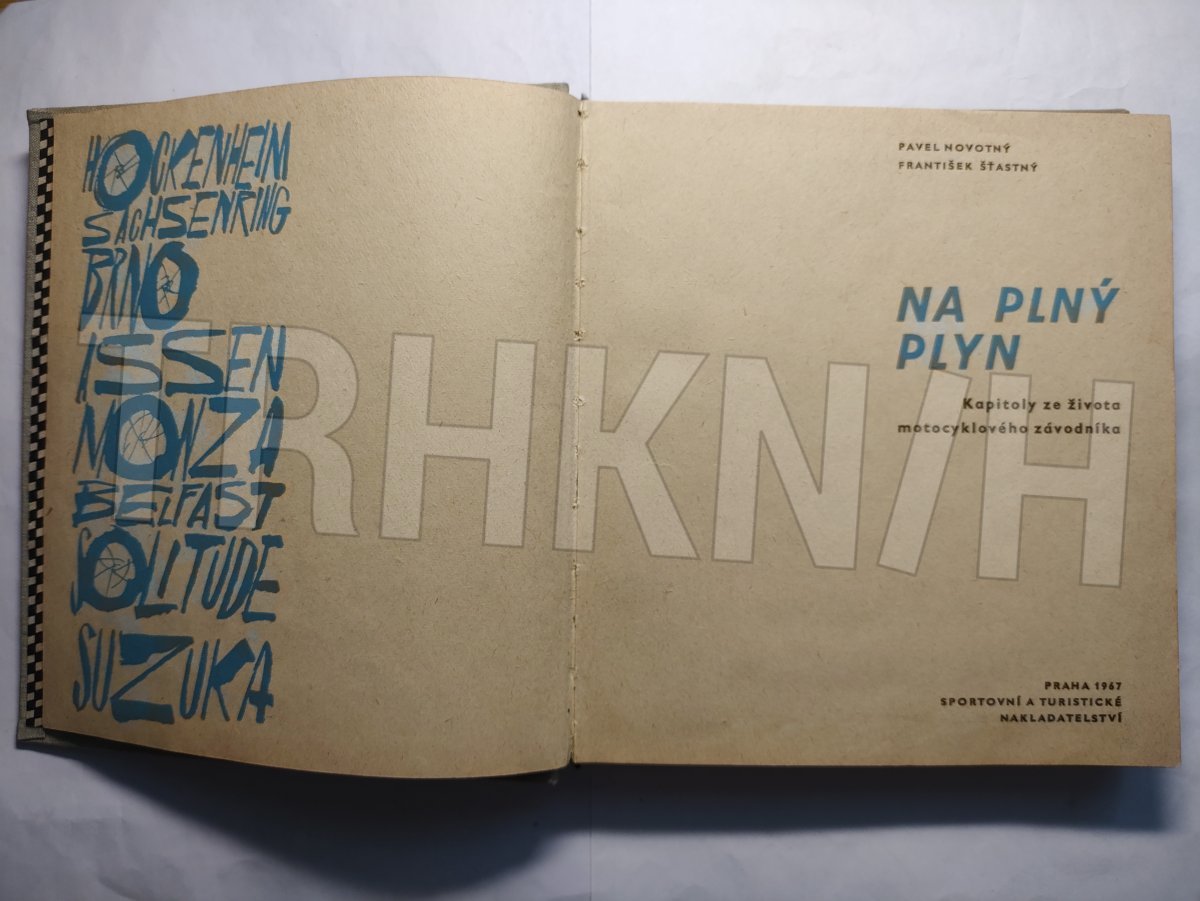 HOCKENHEIM
SACHSENRING
BRNO
ISSEN
MONZA
BELFAST
SOLITUDE
SUZUKA
PAVEL NOVOTNÝ
FRANTIŠEK ŠŤASTNÝ
NA PLNÝ
PLYN
Kapitoly ze života
motocyklového závodníka
PRAHA 1967
SPORTOVNÍ A TURISTICKÉ
NAKLADATELSTVÍ
TRHKNIH